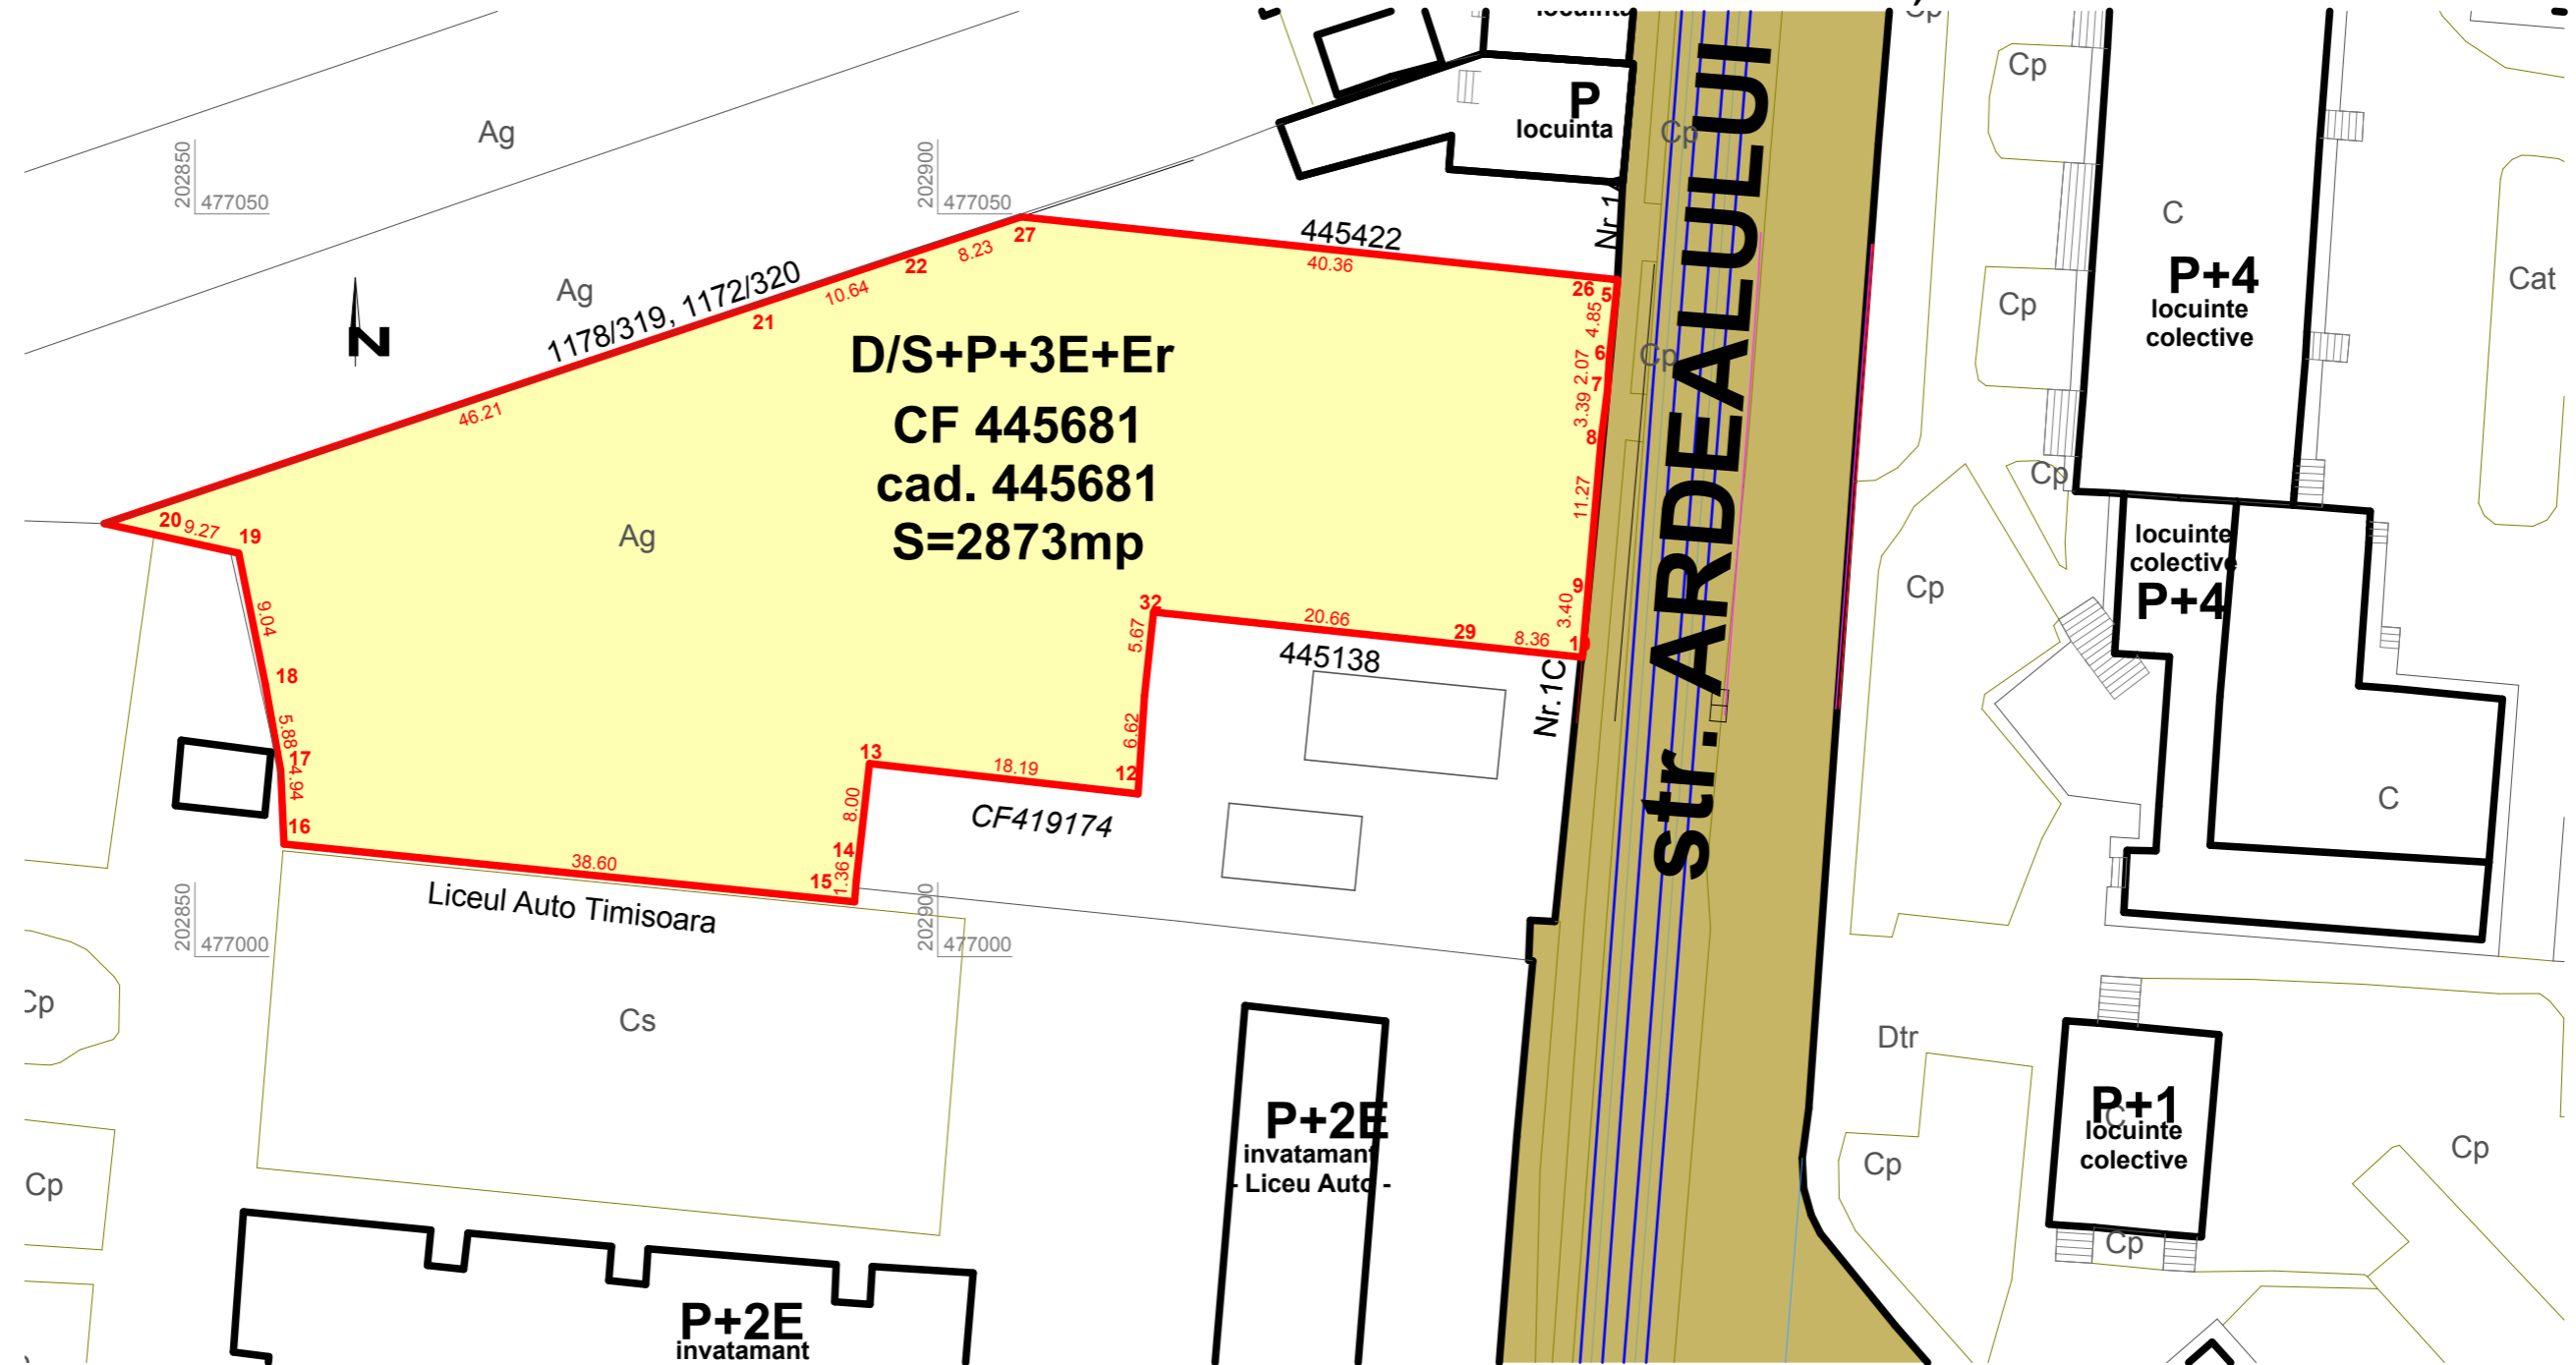 Cp
Cp
P
locuinta
Cp
Ag
202850
477050
202900
477050
C
P+4
locuinte
colective
Cat
Cp
Nr.1
445422
40.36
27
8.23
22
10.64
21
1178/319, 1172/320
Ag
N
26
5
4.85
6
2.07
7
3.39
8
11.27
9
3.40
Cp
str. ARDEALULUI
D/S+P+3E+Er
CF 445681
cad. 445681
S=2873mp
46.21
20
9.27
19
Ag
9.04
18
5.88
17
4.94
16
32
20.66
29
8.36
10
5.67
445138
Nr.1C
6.62
12
18.19
13
CF419174
8.00
14
1.36
15
38.60
Liceul Auto Timisoara
202850
477000
202900
477000
Cp
locuinte
colective
P+4
Cp
C
Cp
Cs
Dtr
Cp
P+2E
invatamant
- Liceu Auto -
P+1
C
locuinte
colective
Cp
Cp
Cp
Cp
P+2E
invatamant